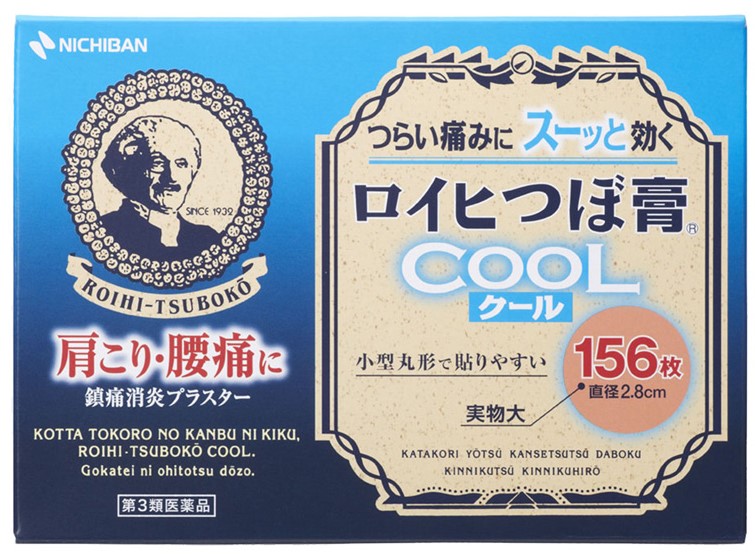 NICHIBAN
SINCE 1932
ROIHI-TSUBOKŌ
肩こり・腰痛に
鎮痛消炎プラスター
KOTTA TOKORO NO KANBU NI KIKU,
ROIHI-TSUBOKŌ COOL.
Gokatei ni ohitotsu dōzo.
第3類医薬品
つらい痛みにスーッと効く
ロイヒつぼ膏®
COOL
クール
小型丸形で貼りやすい
156枚
直径2.8cm
実物大
KATAKORI YŌTSŪ KANSETSUTSŪ DABOKU
KINNIKUTSŪ KINNIKUHIRŌ